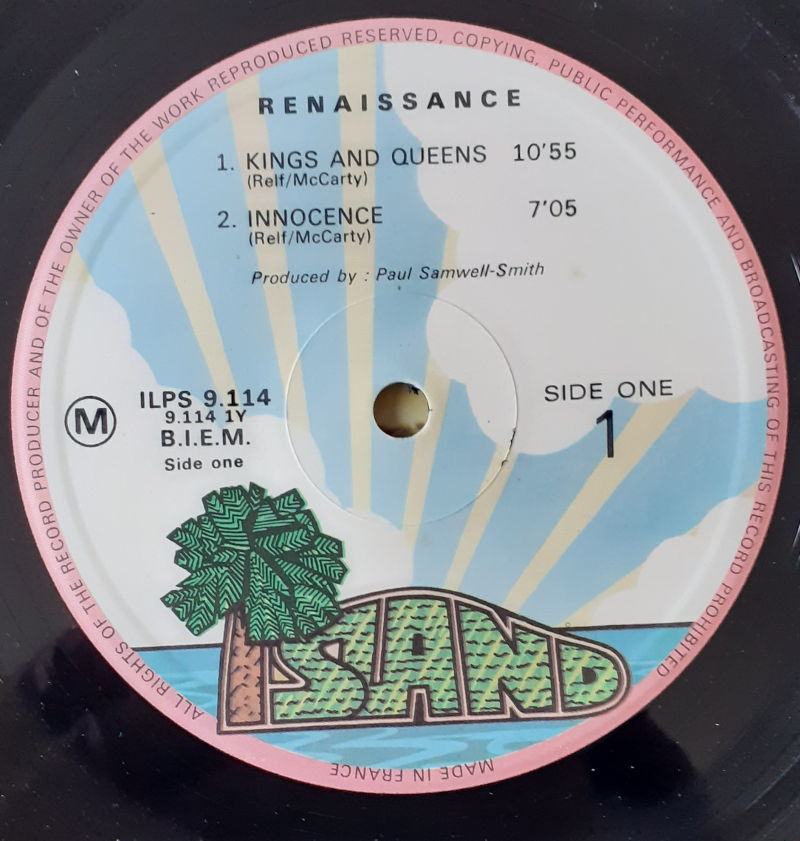 RENAISSANCE
1. KINGS AND QUEENS 10'55
(Relf/McCarty)
2. INNOCENCE 7'05
(Relf/McCarty)
Produced by : Paul Samwell-Smith
M
ILPS 9.114
9.114 1Y
B.I.E.M.
Side one
SIDE ONE
1
ISLAND
ALL RIGHTS OF THE RECORD PRODUCER AND OF THE OWNER OF THE WORK REPRODUCED RESERVED, COPYING, PUBLIC PERFORMANCE AND BROADCASTING OF THIS RECORD PROHIBITED
MADE IN FRANCE